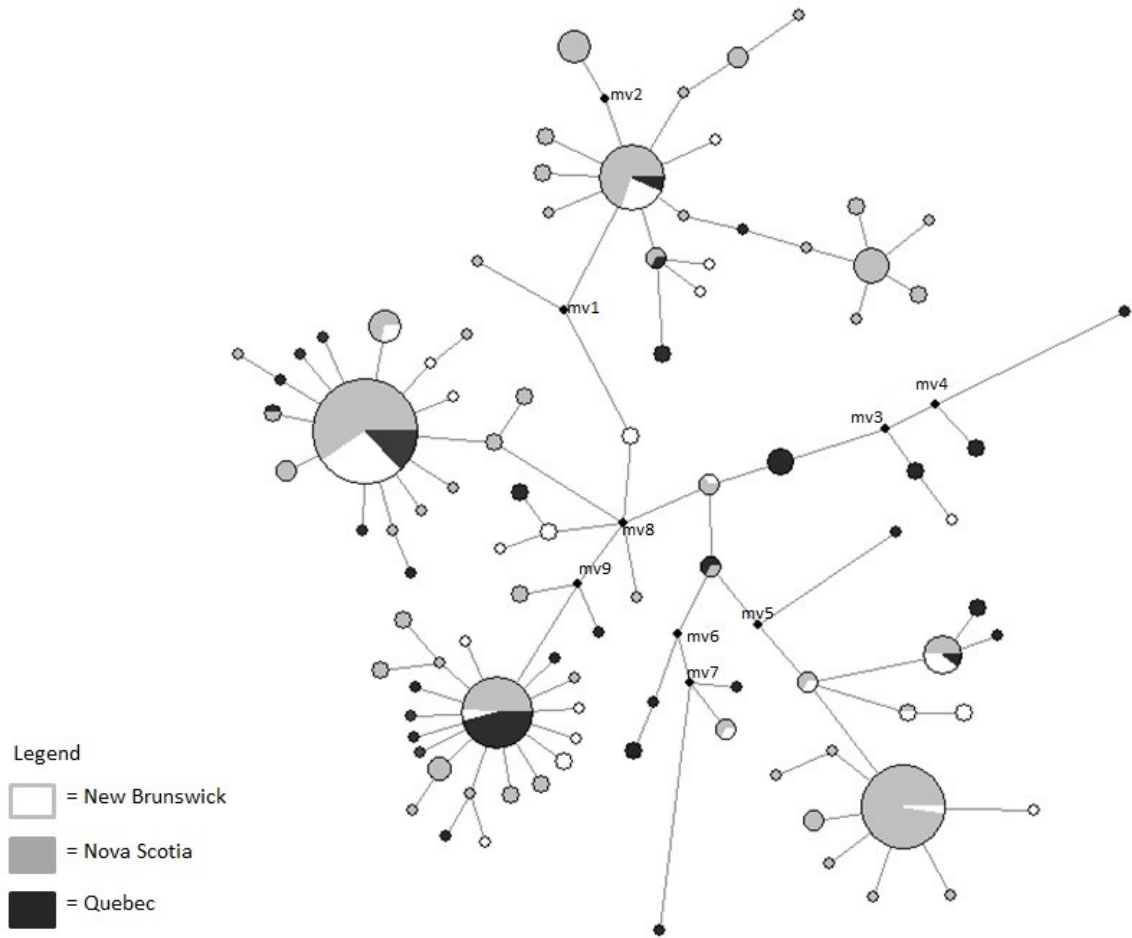 mv2
mv1
mv4
mv3
mv8
mv9
mv5
mv6
mv7
Legend
= New Brunswick
= Nova Scotia
= Quebec